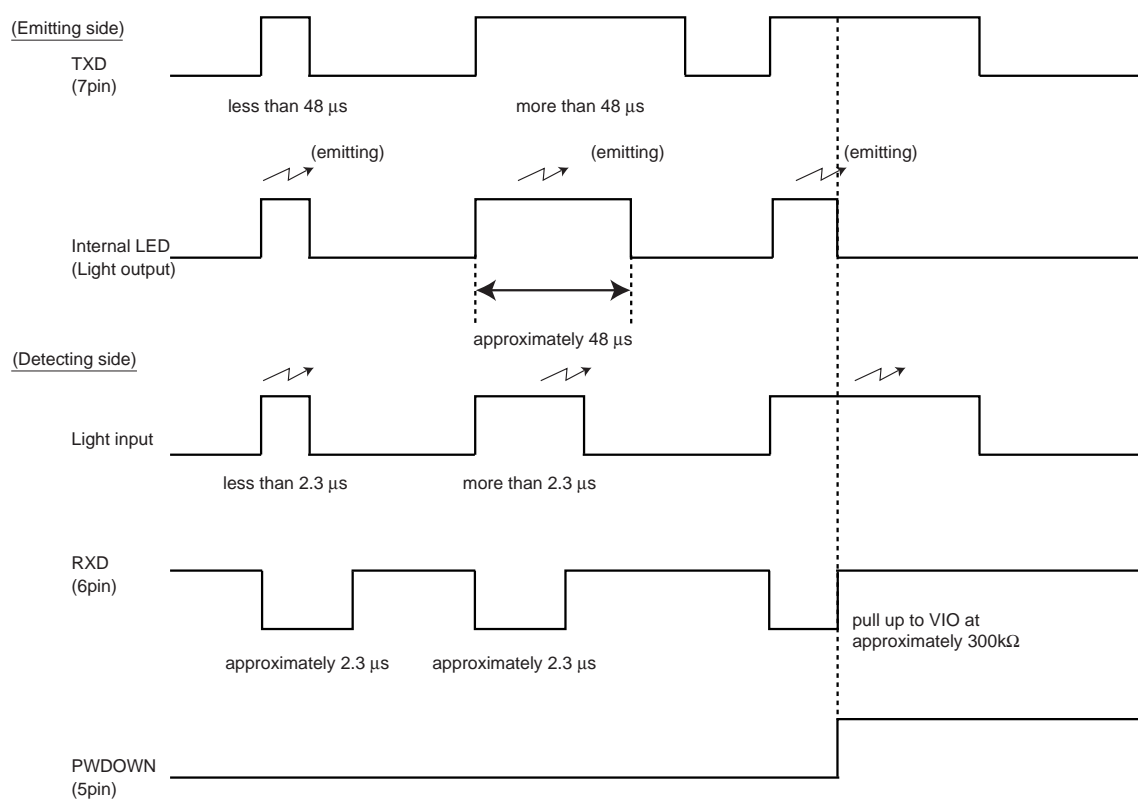 (Emitting side)
TXD
(7pin)
less than 48 μs
more than 48 μs
(emitting)
(emitting)
(emitting)
Internal LED
(Light output)
approximately 48 μs
(Detecting side)
Light input
less than 2.3 μs
more than 2.3 μs
RXD
(6pin)
pull up to VIO at
approximately 300kΩ
approximately 2.3 μs
approximately 2.3 μs
PWDOWN
(5pin)